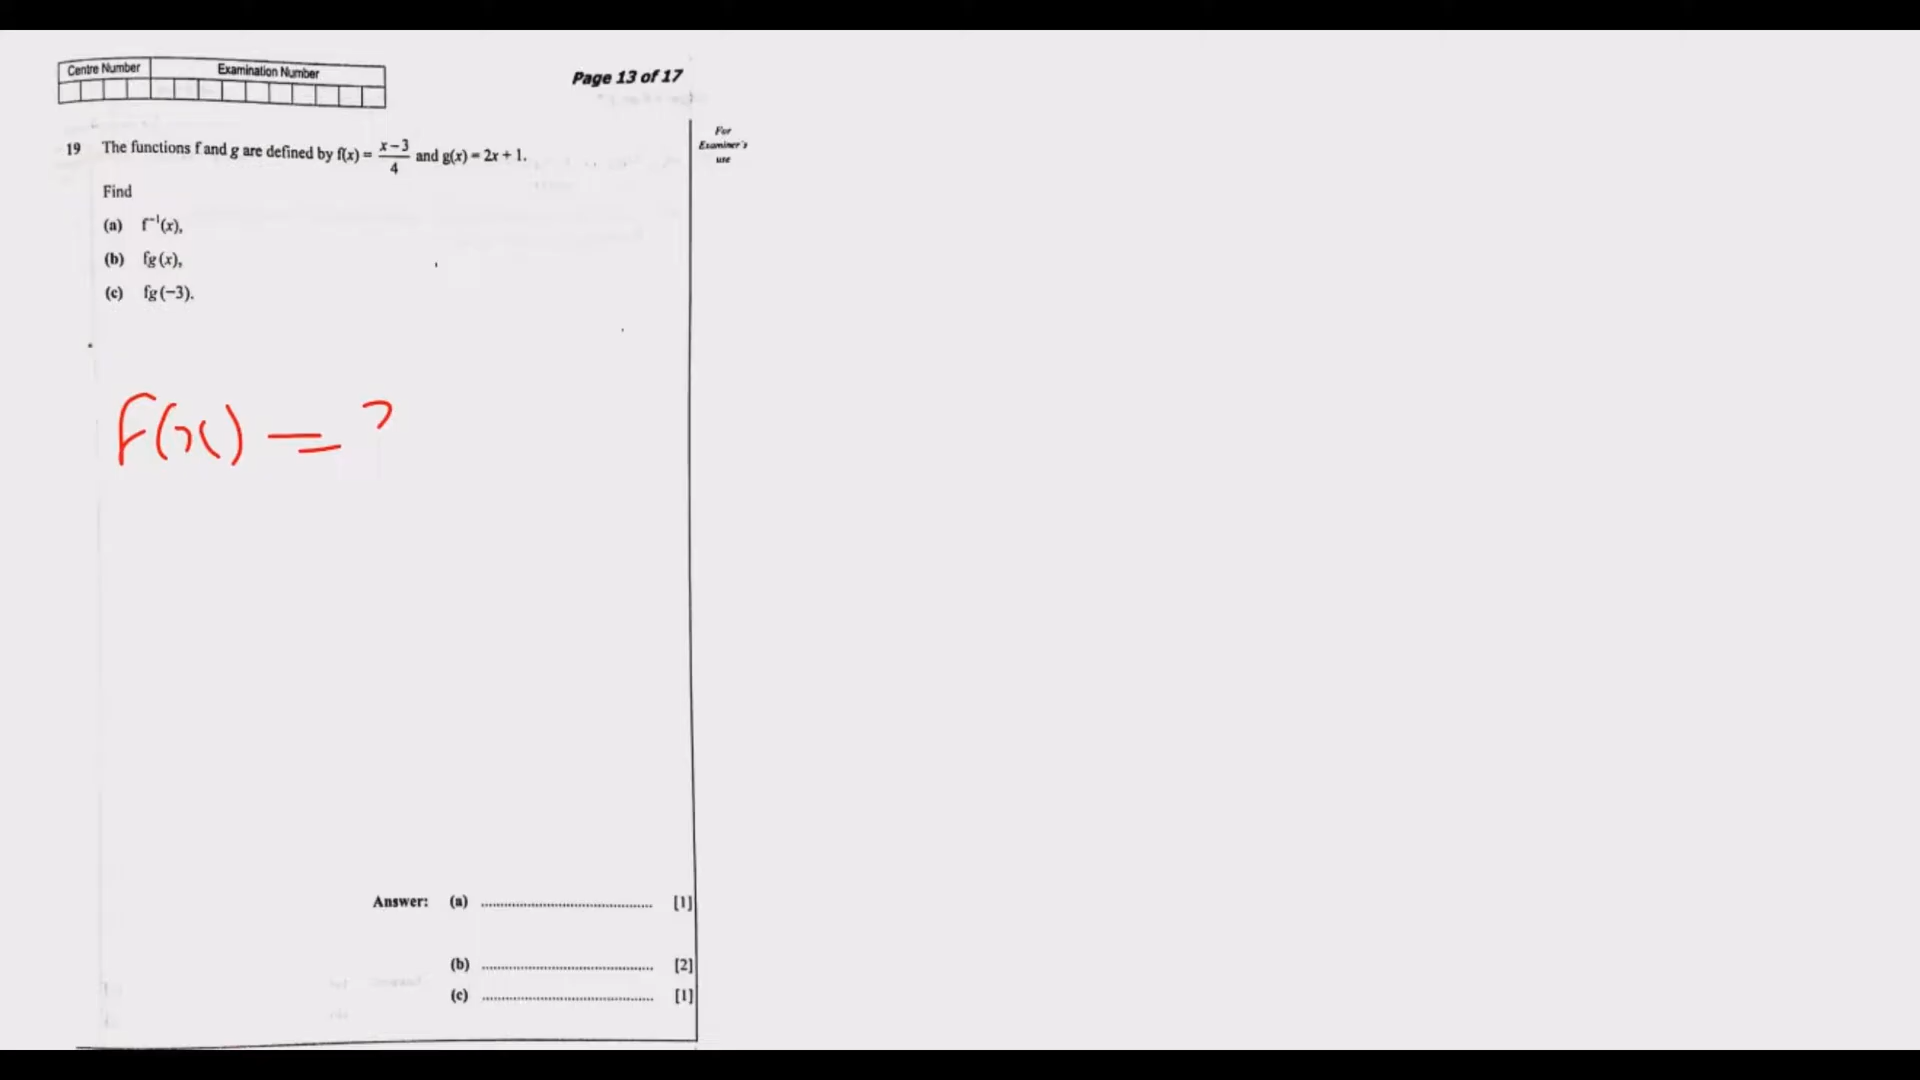 Centre Number Examination Number
Page 13 of 17
For
Examiner's
use
19 The functions f and g are defined by f(x) = \frac{x-3}{4} and g(x) = 2x + 1.
Find
(a) f⁻¹(x),
(b) fg (x),
(c) fg (−3).
F(x) =
Answer: (a) ............................................ [1]
(b) ............................................ [2]
(c) ............................................ [1]